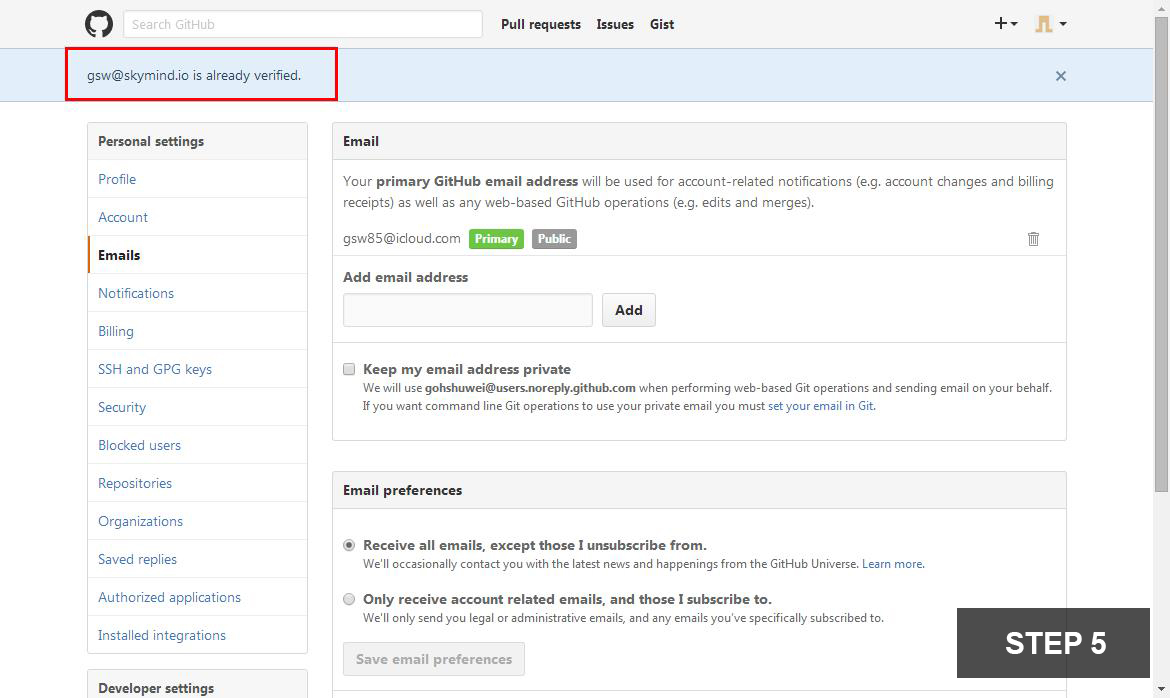 Search GitHub
Pull requests
Issues
Gist
gsw@skymind.io is already verified.
Personal settings
Profile
Account
Emails
Notifications
Billing
SSH and GPG keys
Security
Blocked users
Repositories
Organizations
Saved replies
Authorized applications
Installed integrations
Developer settings
Email
Your primary GitHub email address will be used for account-related notifications (e.g. account changes and billing
receipts) as well as any web-based GitHub operations (e.g. edits and merges).
gsw85@icloud.com Primary Public
Add email address
Add
Keep my email address private
We will use gohshuwei@users.noreply.github.com when performing web-based Git operations and sending email on your behalf.
If you want command line Git operations to use your private email you must set your email in Git.
Email preferences
Receive all emails, except those I unsubscribe from.
We'll occasionally contact you with the latest news and happenings from the GitHub Universe. Learn more.
Only receive account related emails, and those I subscribe to.
We'll only send you legal or administrative emails, and any emails you've specifically subscribed to.
Save email preferences
STEP 5